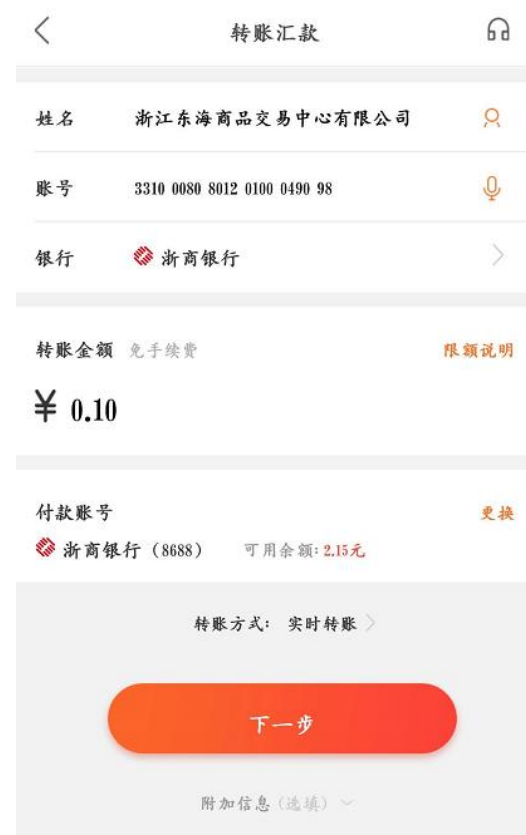 转账汇款
姓名 浙江东海商品交易中心有限公司
账号 3310 0080 8012 0100 0490 98
银行 浙商银行
转账金额 免手续费 限额说明
¥ 0.10
付款账号 更换
浙商银行（8688） 可用余额: 2.15元
转账方式: 实时转账
下一步
附加信息（选填）